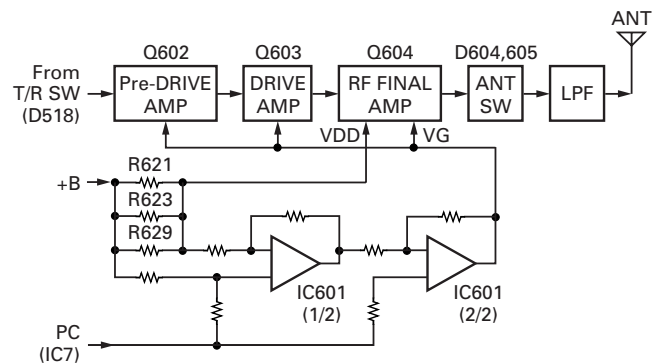 ANT
Q602
Q603
Q604
D604,605
From
T/R SW
(D518)
Pre-DRIVE
AMP
DRIVE
AMP
RF FINAL
AMP
ANT
SW
LPF
VDD
VG
+B
R621
R623
R629
IC601
(1/2)
IC601
(2/2)
PC
(IC7)